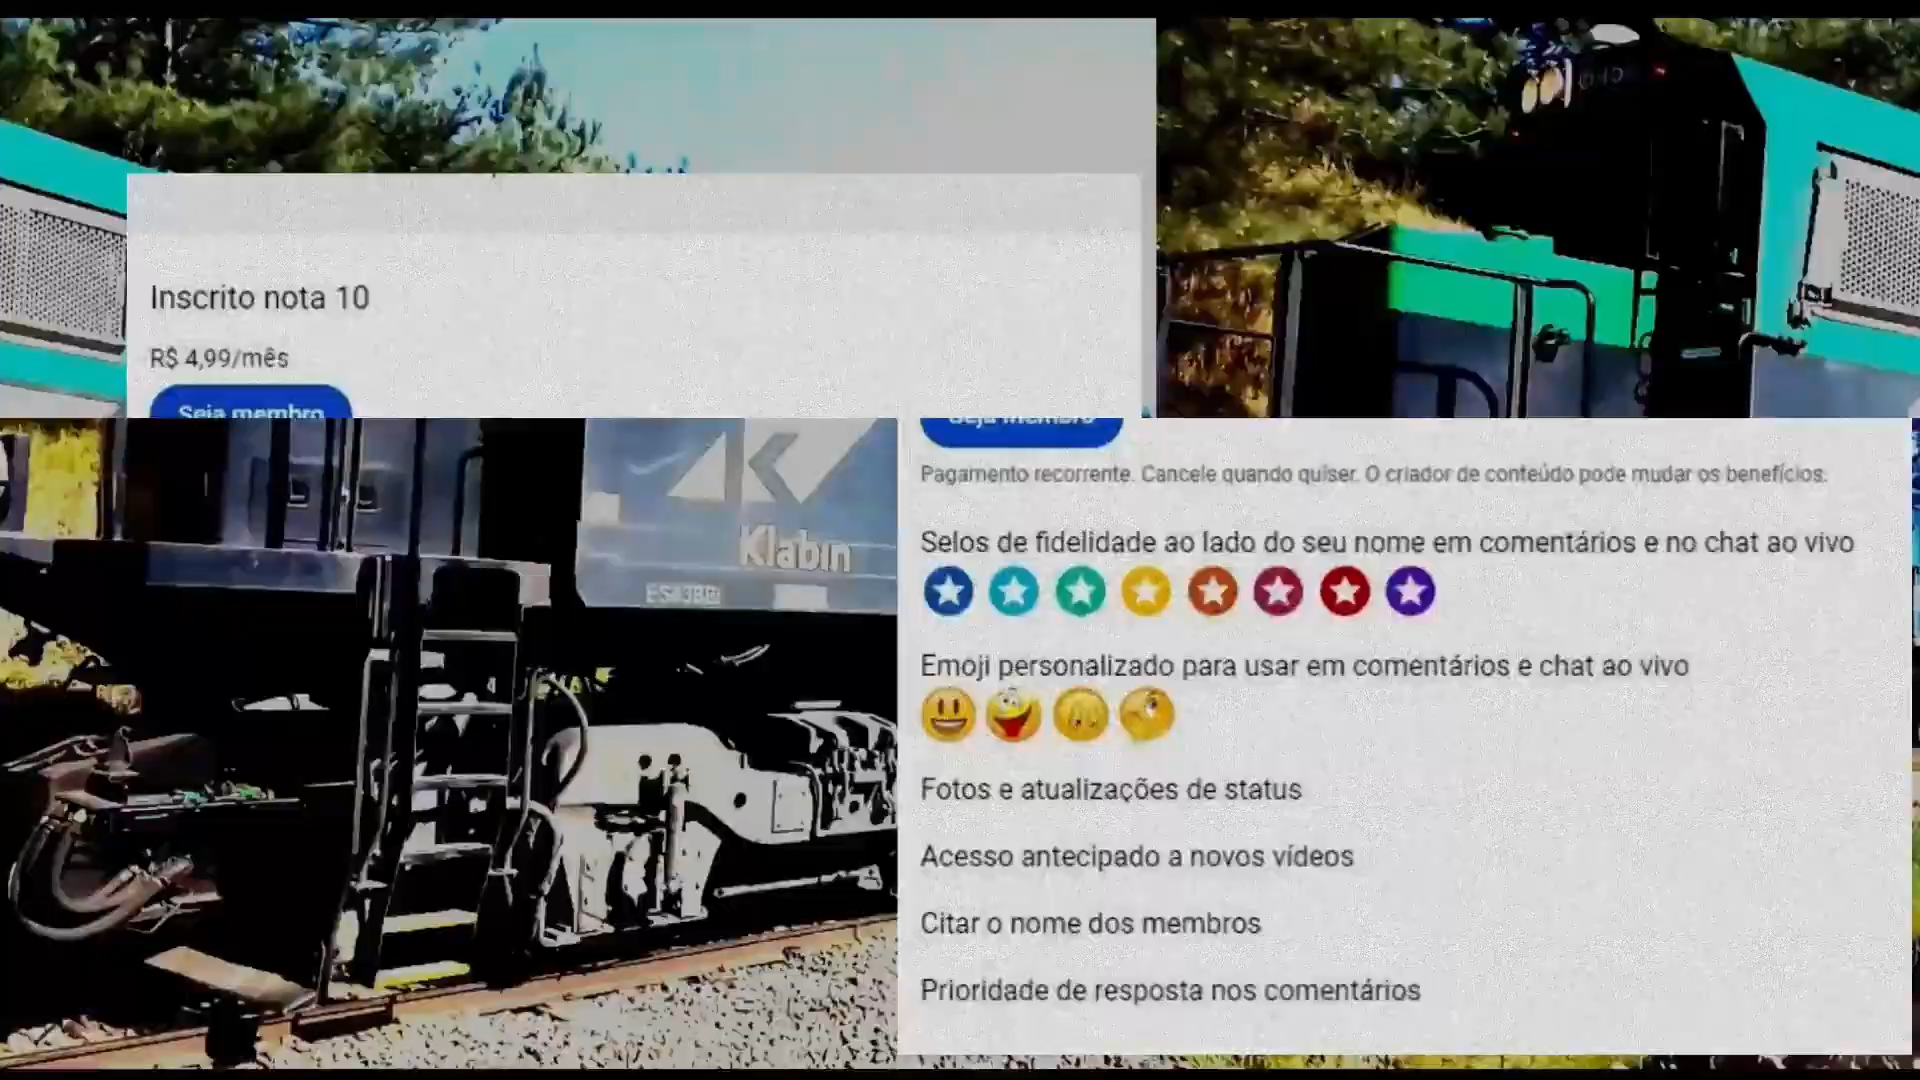 Inscrito nota 10
R$ 4,99/mês
Seja membro
Seja membro
Pagamento recorrente. Cancele quando quiser. O criador de conteúdo pode mudar os benefícios.
Klabin
Selos de fidelidade ao lado do seu nome em comentários e no chat ao vivo
Emoji personalizado para usar em comentários e chat ao vivo
Fotos e atualizações de status
Acesso antecipado a novos vídeos
Citar o nome dos membros
Prioridade de resposta nos comentários